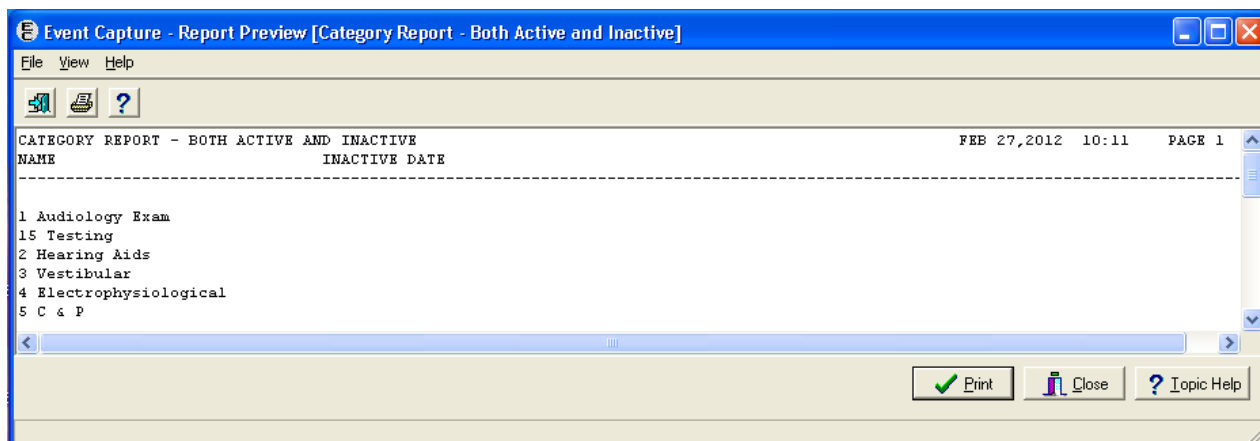 Event Capture - Report Preview [Category Report - Both Active and Inactive]
File View Help
CATEGORY REPORT - BOTH ACTIVE AND INACTIVE FEB 27,2012 10:11 PAGE 1
NAME INACTIVE DATE
--------------------------------------------------------------------------------
1 Audiology Exam
15 Testing
2 Hearing Aids
3 Vestibular
4 Electrophysiological
5 C & P
Print Close ? Topic Help